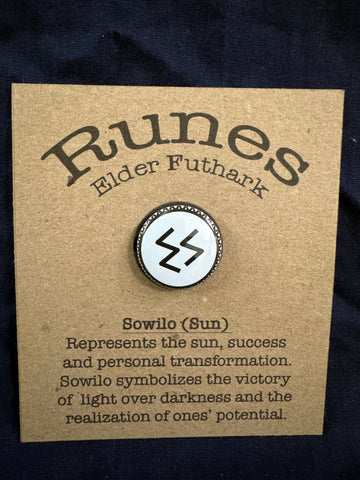 Runes
Elder Futhark
ᛊᛋ
Sowilo (Sun)
Represents the sun, success
and personal transformation.
Sowilo symbolizes the victory
of light over darkness and the
realization of ones' potential.